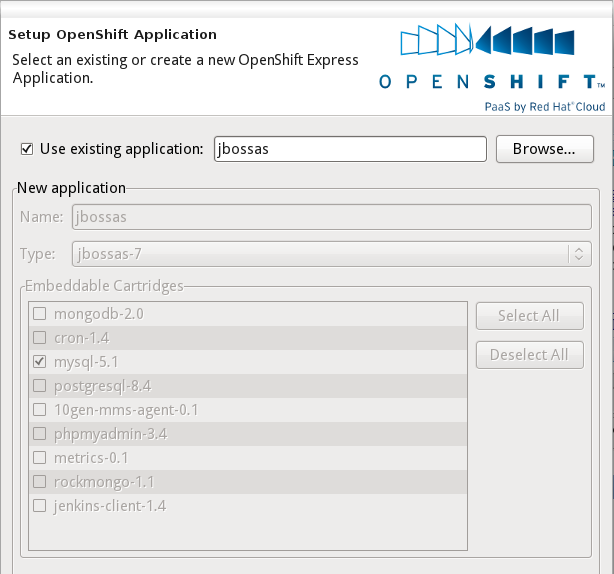 Setup OpenShift Application
Select an existing or create a new OpenShift Express
Application.
OPENSHIFT™
PaaS by Red Hat® Cloud
Use existing application: jbossas Browse...
New application
Name: jbossas
Type: jbossas-7
Embeddable Cartridges
mongodb-2.0
Select All
cron-1.4
mysql-5.1
Deselect All
postgresql-8.4
10gen-mms-agent-0.1
phpmyadmin-3.4
metrics-0.1
rockmongo-1.1
jenkins-client-1.4